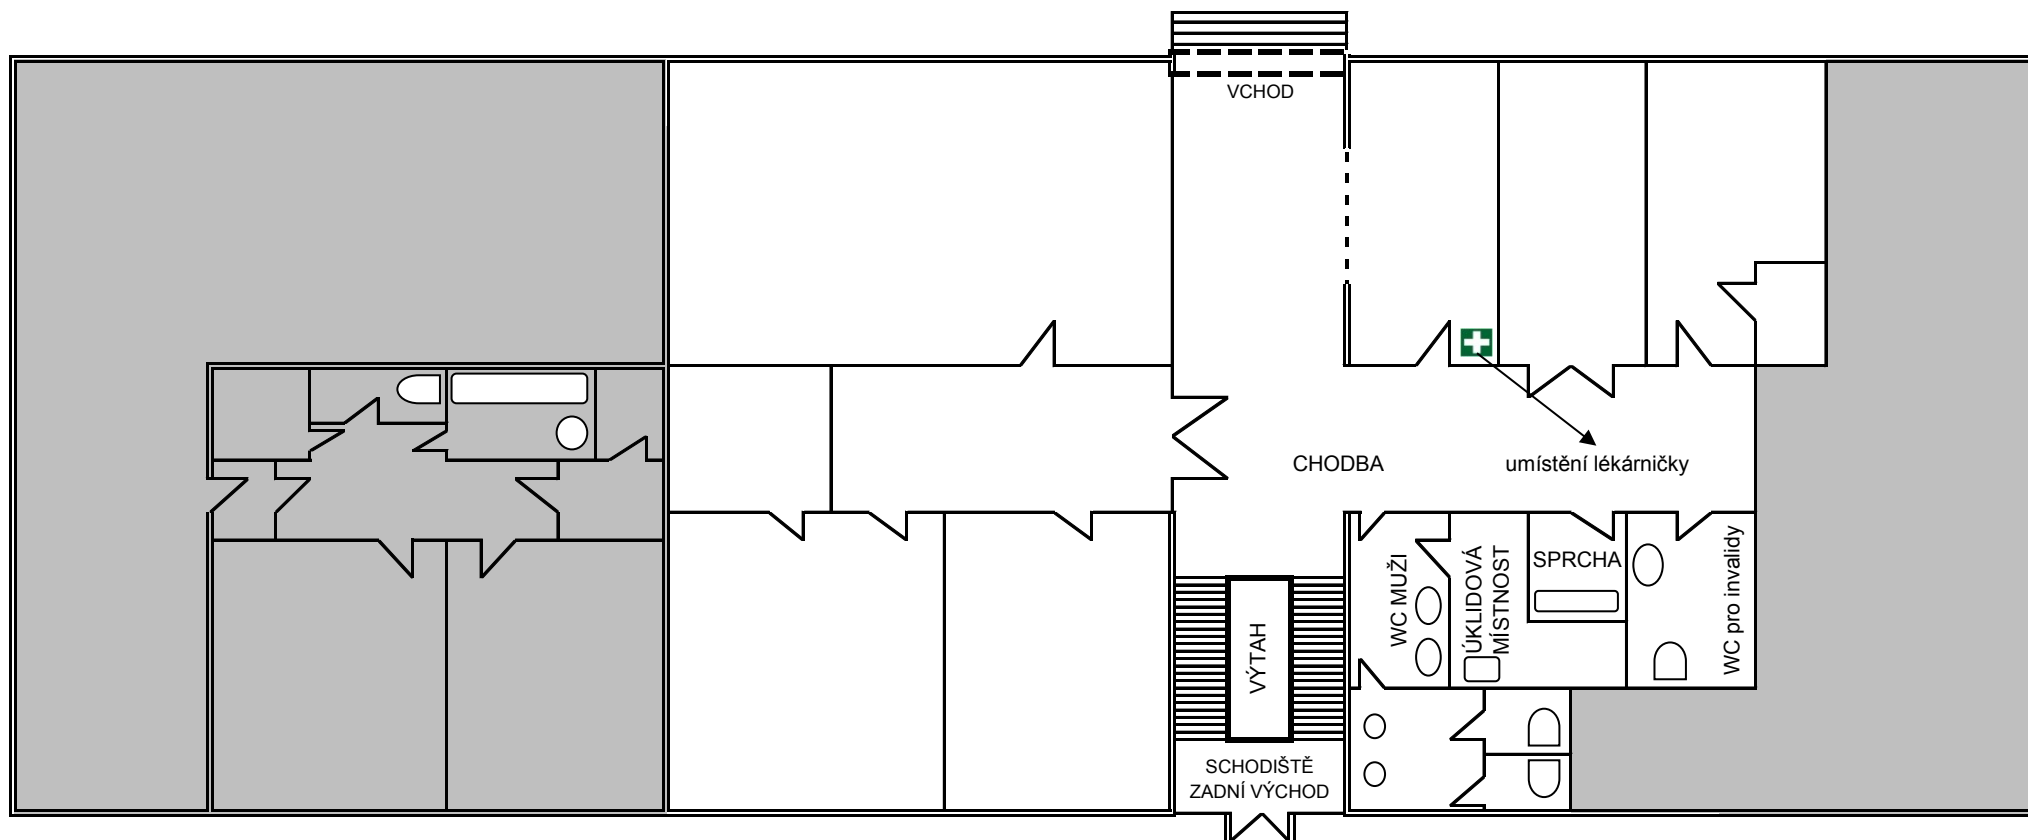 VCHOD
CHODBA
umístění lékárničky
WC MUŽI
ÚKLIDOVÁ
MÍSTNOST
SPRCHA
WC pro invalidy
VÝTAH
SCHODIŠTĚ
ZADNÍ VÝCHOD